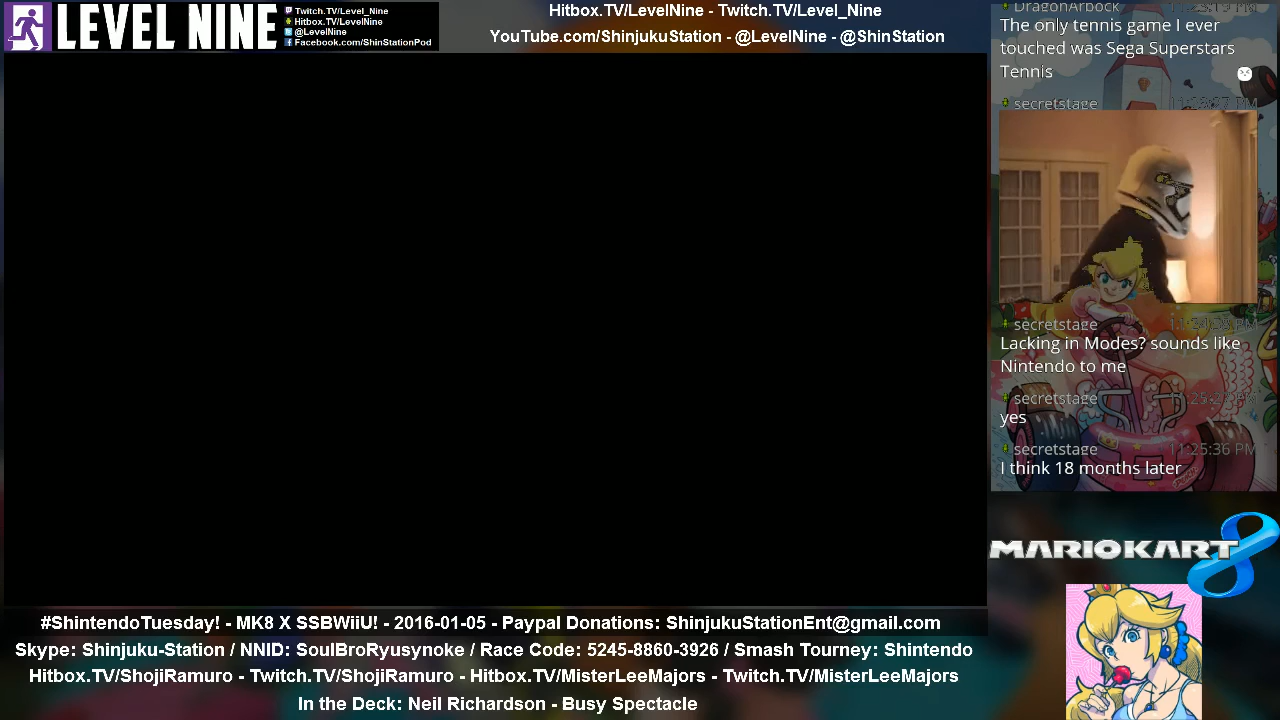 LEVEL NINE
Twitch.TV/Level_Nine
Hitbox.TV/LevelNine
@LevelNine
Facebook.com/ShinStationPod
Hitbox.TV/LevelNine - Twitch.TV/Level_Nine
YouTube.com/ShinjukuStation - @LevelNine - @ShinStation
DragonArbock
The only tennis game I ever
touched was Sega Superstars
Tennis
secretstage
secretstage
Lacking in Modes? sounds like
Nintendo to me
secretstage
yes
secretstage 11:25:36 PM
I think 18 months later
MARIOKART 8
#ShintendoTuesday! - MK8 X SSBWiiU! - 2016-01-05 - Paypal Donations: ShinjukuStationEnt@gmail.com
Skype: Shinjuku-Station / NNID: SoulBroRyusynoke / Race Code: 5245-8860-3926 / Smash Tourney: Shintendo
Hitbox.TV/ShojiRamuro - Twitch.TV/ShojiRamuro - Hitbox.TV/MisterLeeMajors - Twitch.TV/MisterLeeMajors
In the Deck: Neil Richardson - Busy Spectacle